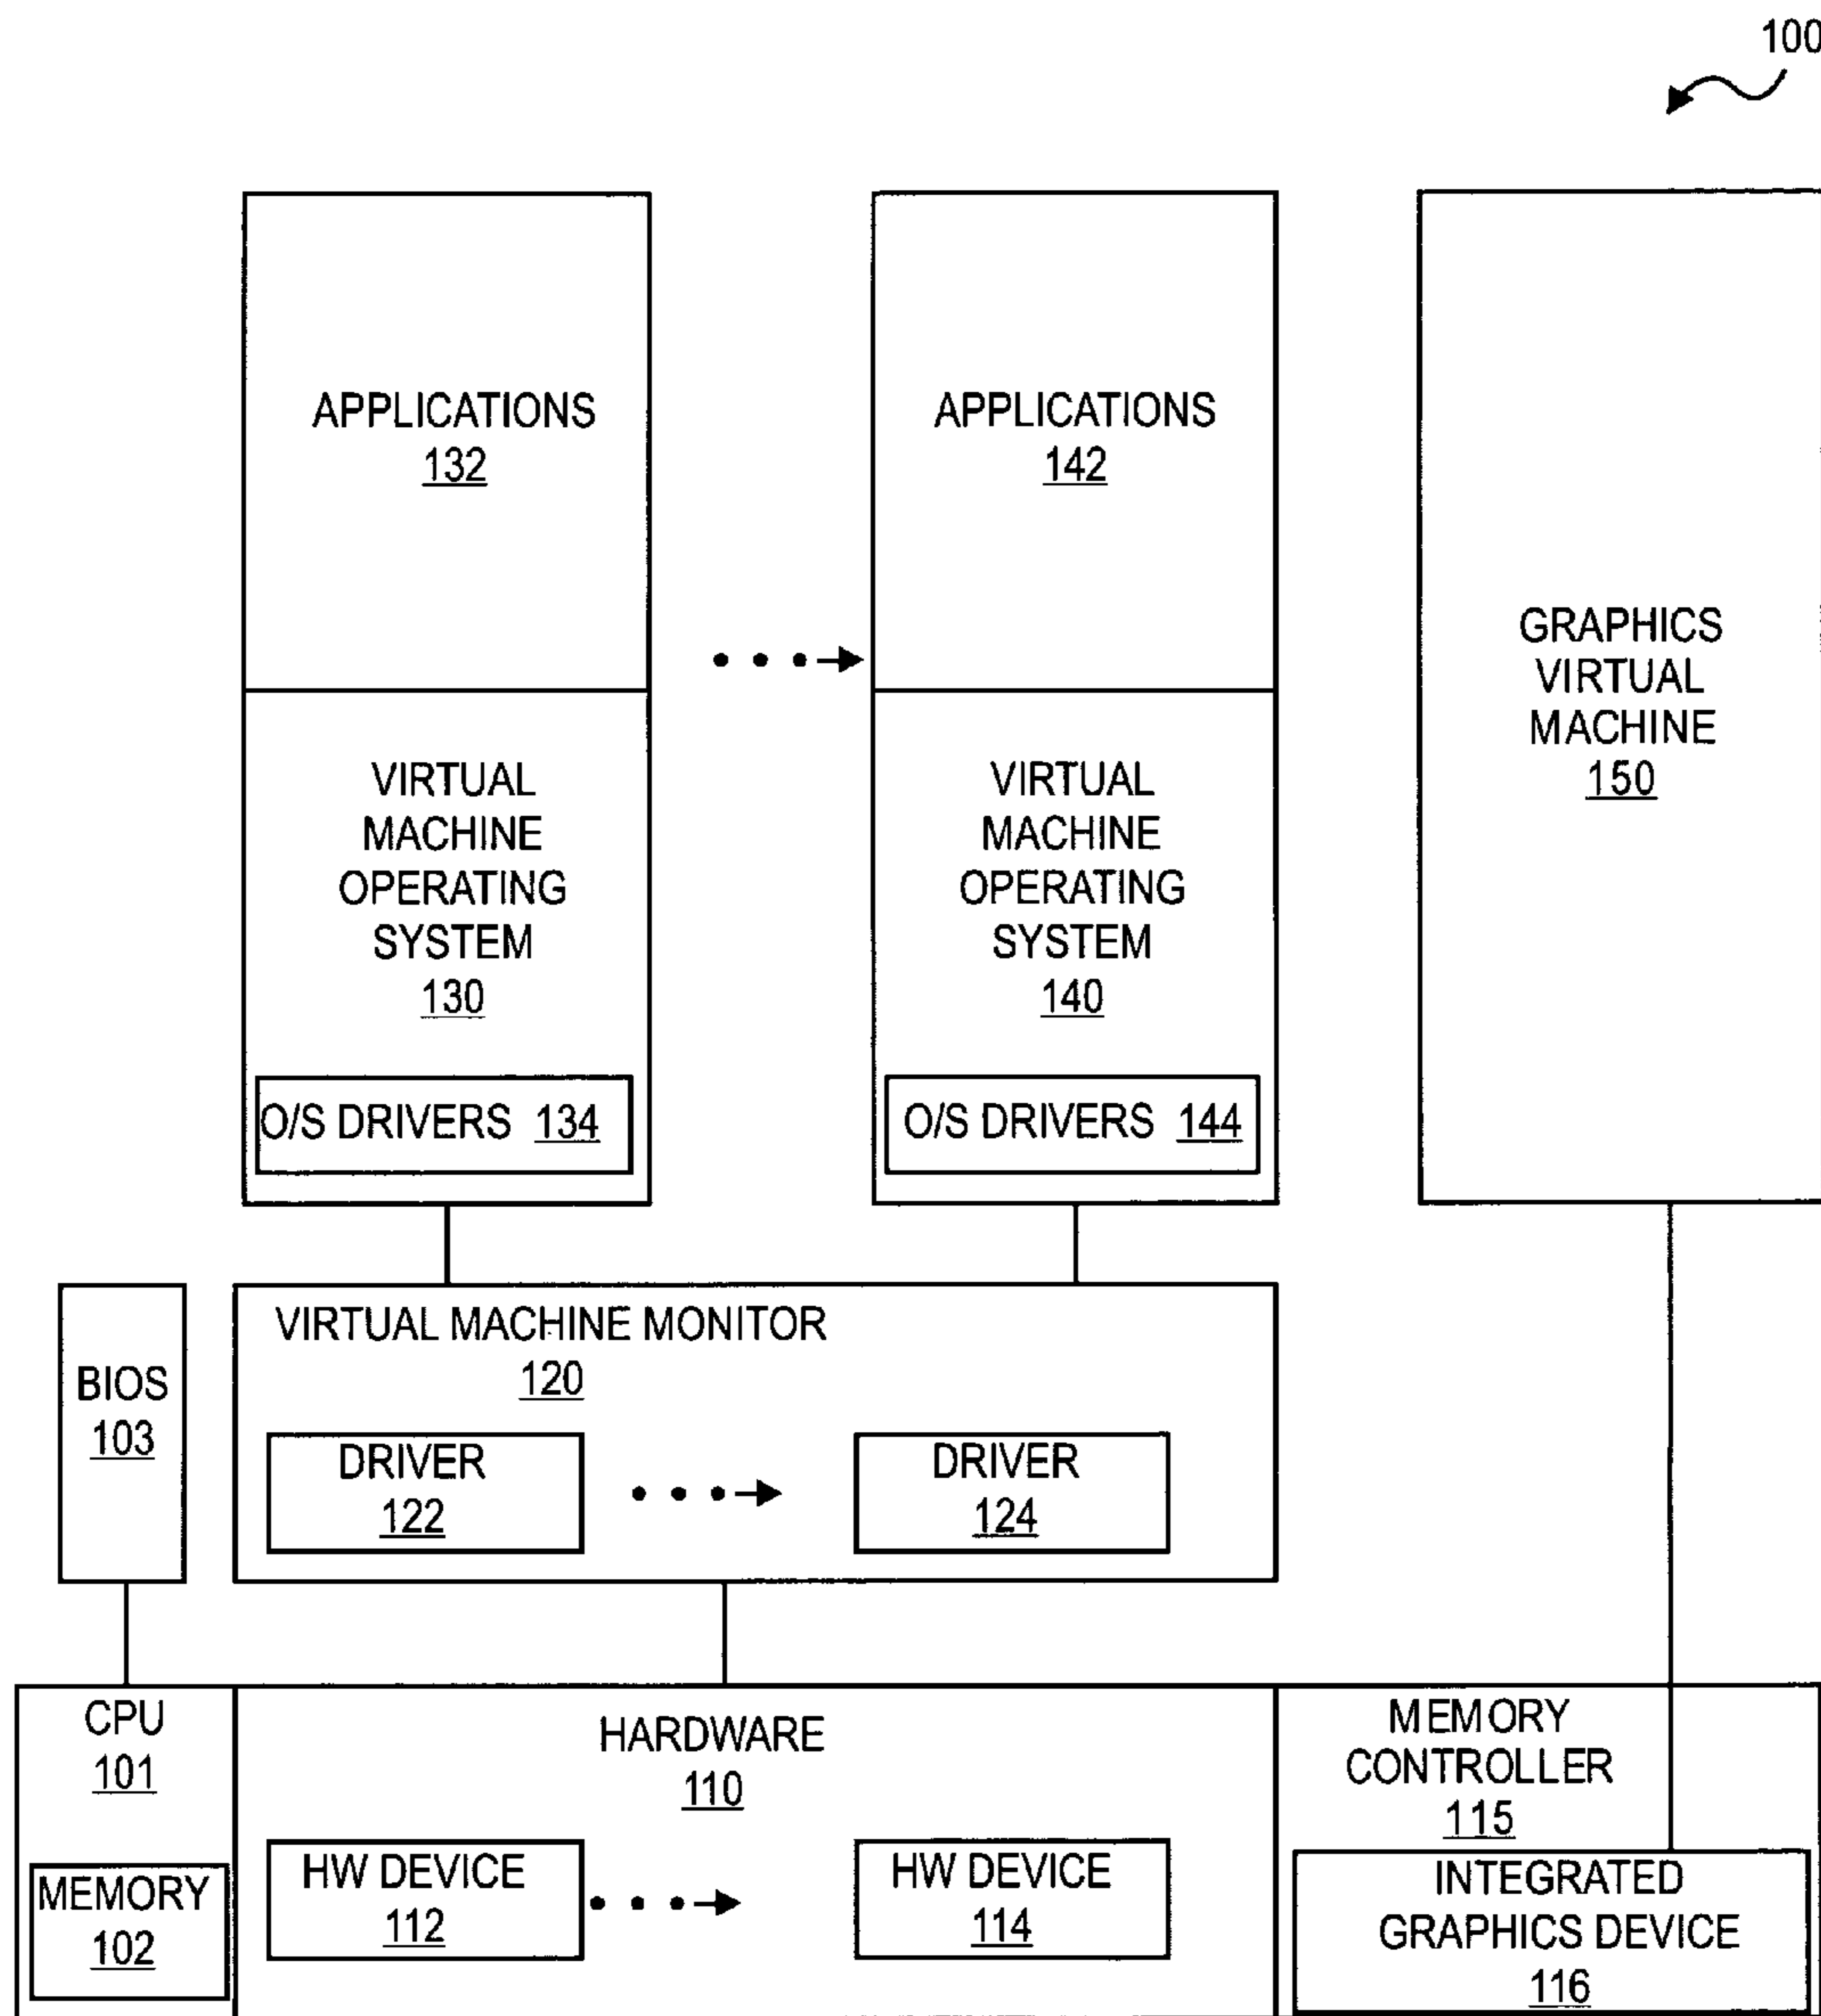 100
APPLICATIONS
132
APPLICATIONS
142
GRAPHICS
VIRTUAL
MACHINE
150
VIRTUAL
MACHINE
OPERATING
SYSTEM
130
VIRTUAL
MACHINE
OPERATING
SYSTEM
140
O/S DRIVERS 134
O/S DRIVERS 144
BIOS
103
VIRTUAL MACHINE MONITOR
120
DRIVER
122
DRIVER
124
CPU
101
MEMORY
102
HARDWARE
110
HW DEVICE
112
HW DEVICE
114
MEMORY
CONTROLLER
115
INTEGRATED
GRAPHICS DEVICE
116